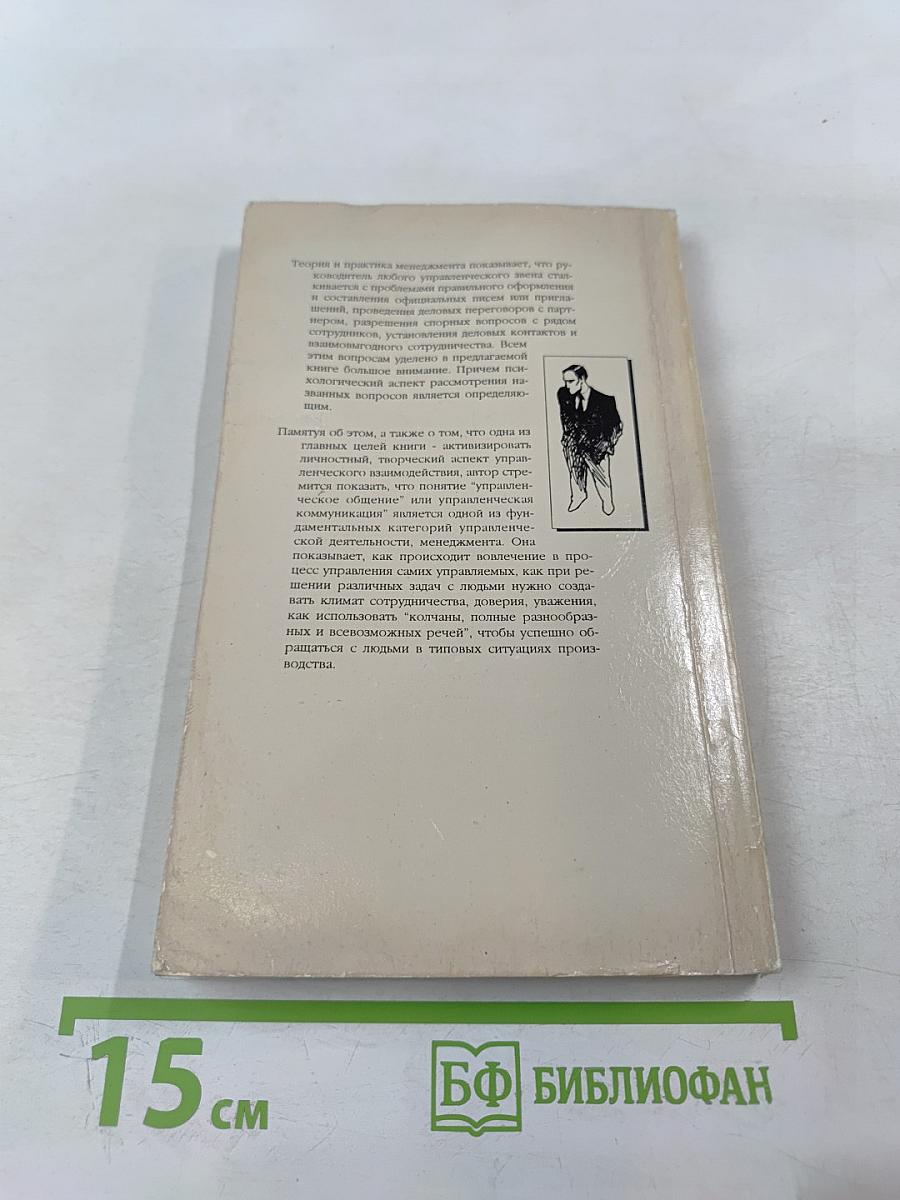 Теория и практика менеджмента показывает, что ру-
ководитель любого управленческого звена стал-
кивается с проблемами правильного оформления
и составления официальных писем или пригла-
шений, проведения деловых переговоров с парт-
нером, разрешения спорных вопросов с рядом
сотрудников, установления деловых контактов и
взаимовыгодного сотрудничества. Всем
этим вопросам уделено в предлагаемой
книге большое внимание. Причем пси-
хологический аспект рассмотрения на-
званных вопросов является определяю-
щим.
Памятуя об этом, а также о том, что одна из
главных целей книги - активизировать
личностный, творческий аспект управ-
ленческого взаимодействия, автор стре-
мится показать, что понятие "управлен-
ческое общение" или управленческая
коммуникация" является одной из фун-
даментальных категорий управленче-
ской деятельности, менеджмента. Она
показывает, как происходит вовлечение в про-
цесс управления самих управляемых, как при ре-
шении различных задач с людьми нужно созда-
вать климат сотрудничества, доверия, уважения,
как использовать "колчаны, полные разнообраз-
ных и всевозможных речей", чтобы успешно об-
ращаться с людьми в типовых ситуациях произ-
водства.
15 см
БФ БИБЛИОФАН